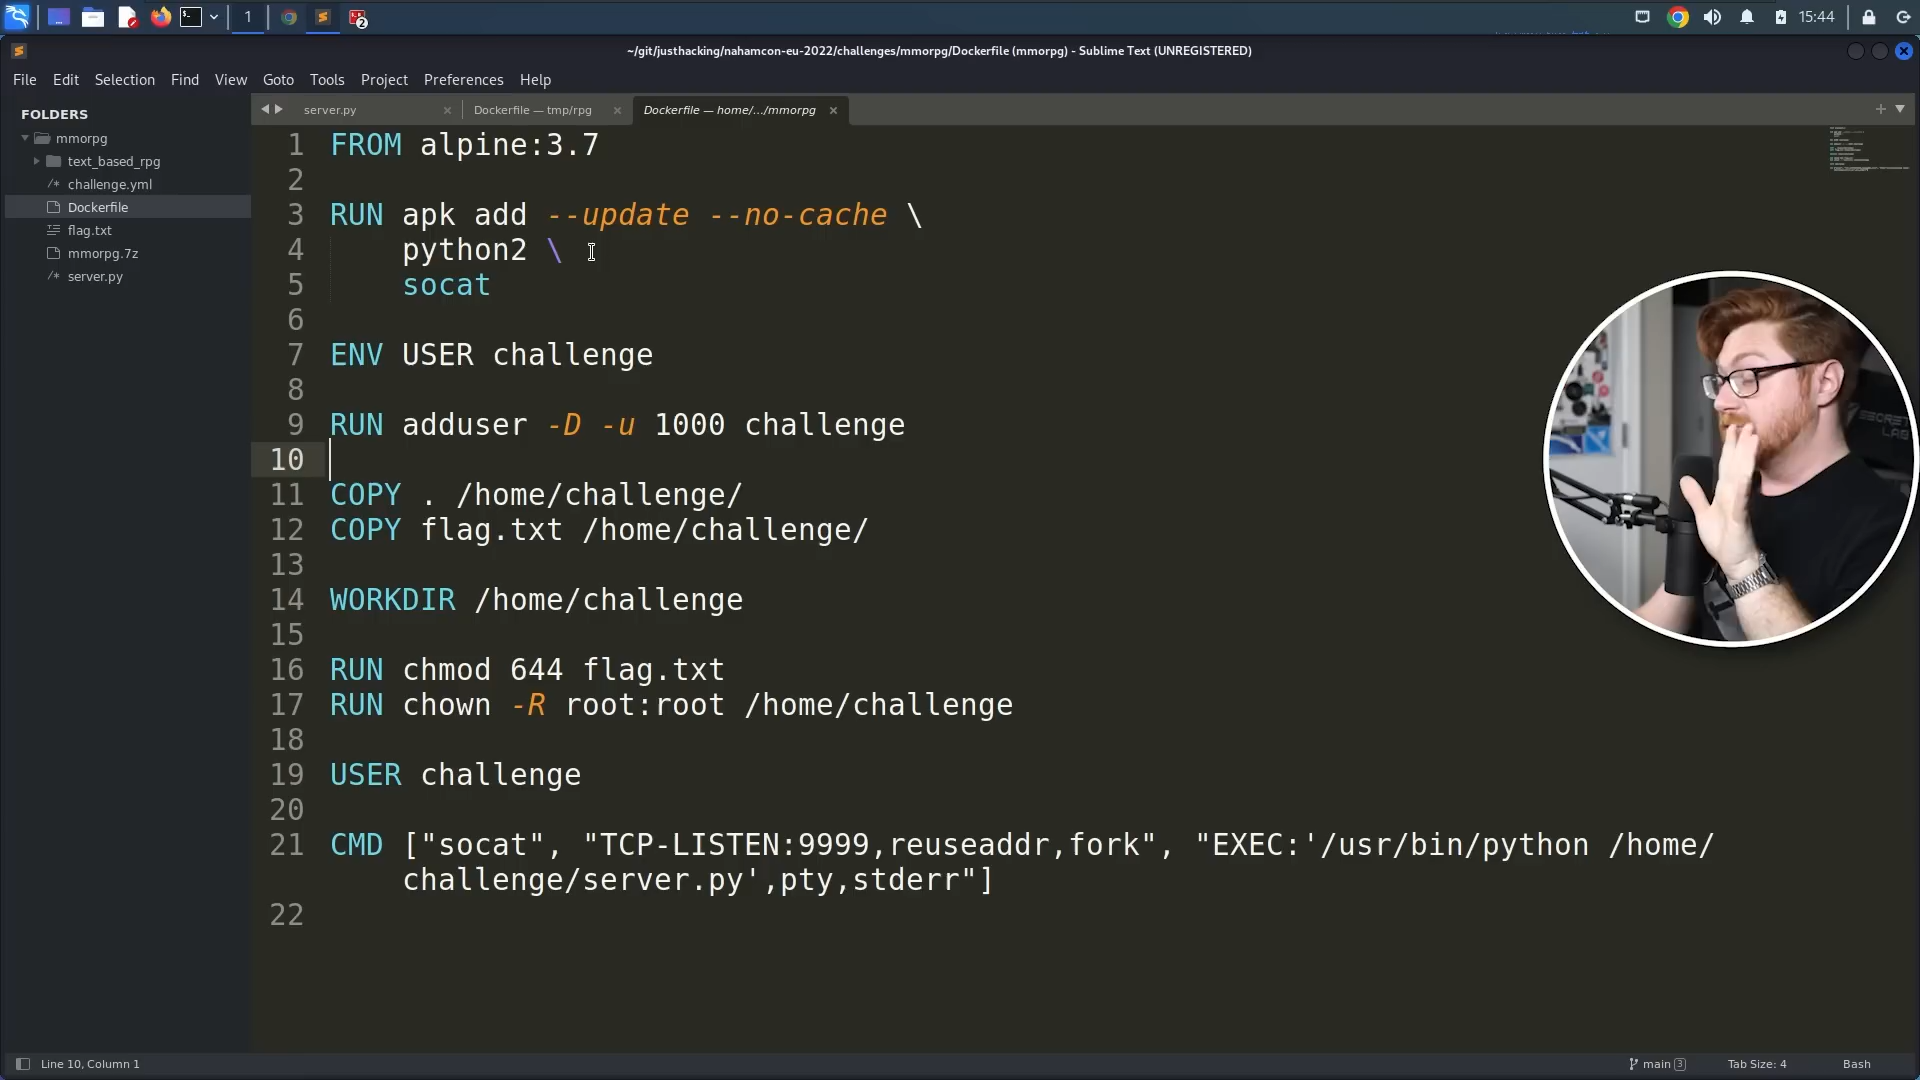 1
2
15:44
~/git/justhacking/nahamcon-eu-2022/challenges/mmorpg/Dockerfile (mmorpg) - Sublime Text (UNREGISTERED)
File Edit Selection Find View Goto Tools Project Preferences Help
FOLDERS
mmorpg
text_based_rpg
challenge.yml
Dockerfile
flag.txt
mmorpg.7z
server.py
server.py
Dockerfile — tmp/rpg
Dockerfile — home/.../mmorpg
1 FROM alpine:3.7
2
3 RUN apk add --update --no-cache \
4 python2 \
5 socat
6
7 ENV USER challenge
8
9 RUN adduser -D -u 1000 challenge
10
11 COPY . /home/challenge/
12 COPY flag.txt /home/challenge/
13
14 WORKDIR /home/challenge
15
16 RUN chmod 644 flag.txt
17 RUN chown -R root:root /home/challenge
18
19 USER challenge
20
21 CMD ["socat", "TCP-LISTEN:9999,reuseaddr,fork", "EXEC:'/usr/bin/python /home/
challenge/server.py',pty,stderr"]
22
SECRET
LAB
Line 10, Column 1
main 3
Tab Size: 4
Bash